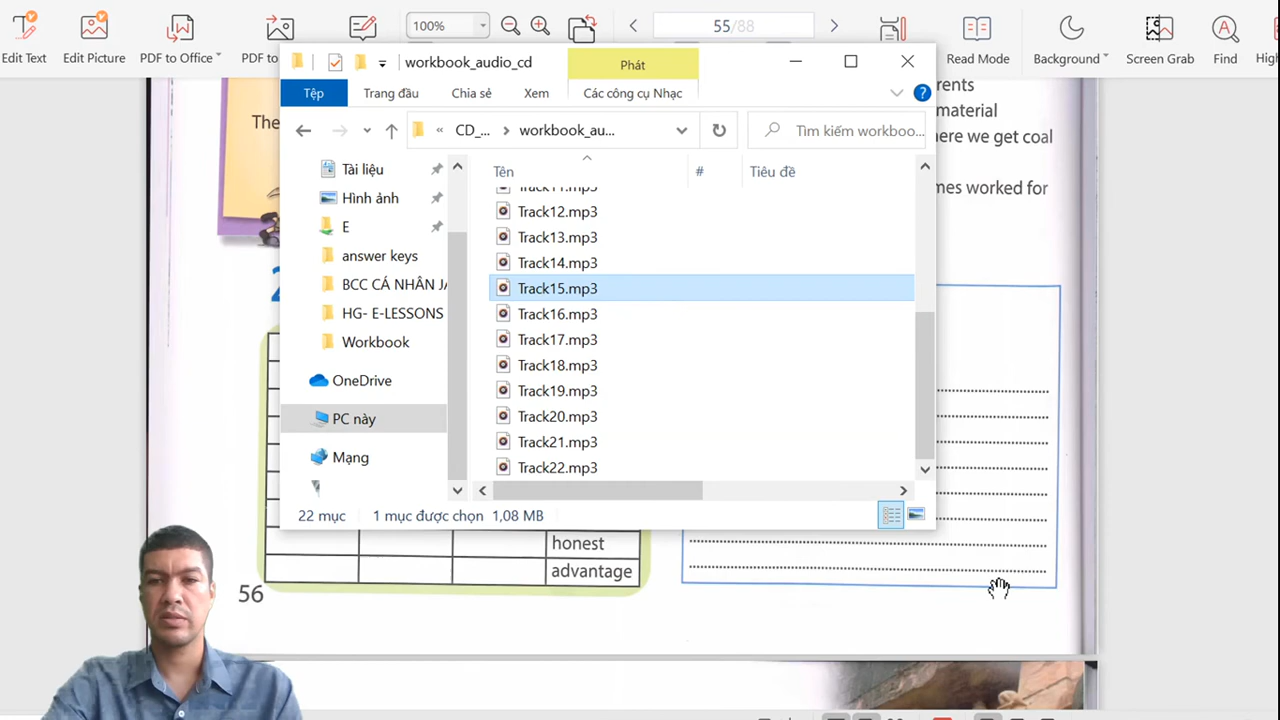 100%
55/88
Edit Text
Edit Picture
PDF to Office
PDF to
Read Mode
Background
Screen Grab
Find
workbook_audio_cd
Phát
Tệp
Trang đầu
Chia sẻ
Xem
Các công cụ Nhạc
?
« CD_... > workbook_au...
Tìm kiếm workboo...
Tài liệu
Hình ảnh
E
answer keys
BCC CÁ NHÂN
HG- E-LESSONS
Workbook
OneDrive
PC này
Mạng
Tên
#
Tiêu đề
Track12.mp3
Track13.mp3
Track14.mp3
Track15.mp3
Track16.mp3
Track17.mp3
Track18.mp3
Track19.mp3
Track20.mp3
Track21.mp3
Track22.mp3
22 mục
1 mục được chọn 1,08 MB
The
material
here we get coal
worked for
honest
advantage
56